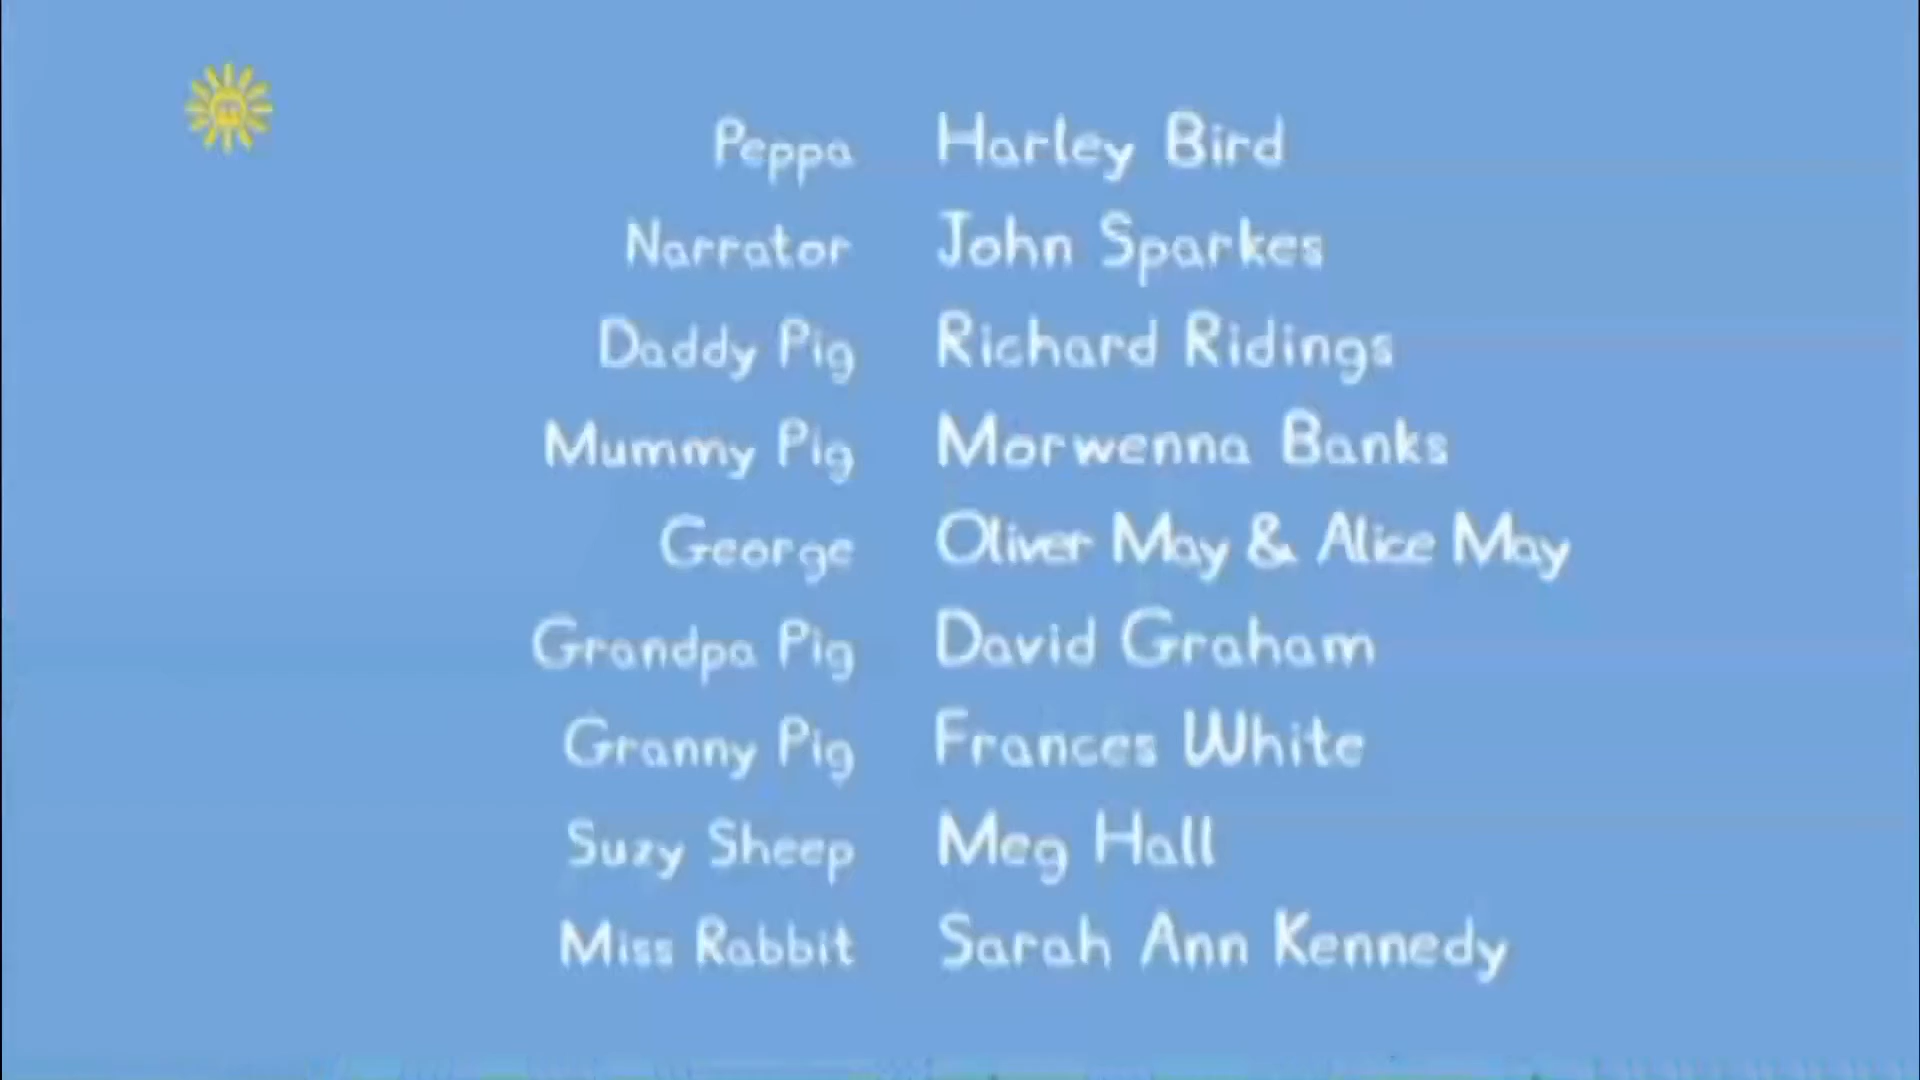 Peppa Harley Bird
Narrator John Sparkes
Daddy Pig Richard Ridings
Mummy Pig Morwenna Banks
George Oliver May & Alice May
Grandpa Pig David Graham
Granny Pig Frances White
Suzy Sheep Meg Hall
Miss Rabbit Sarah Ann Kennedy